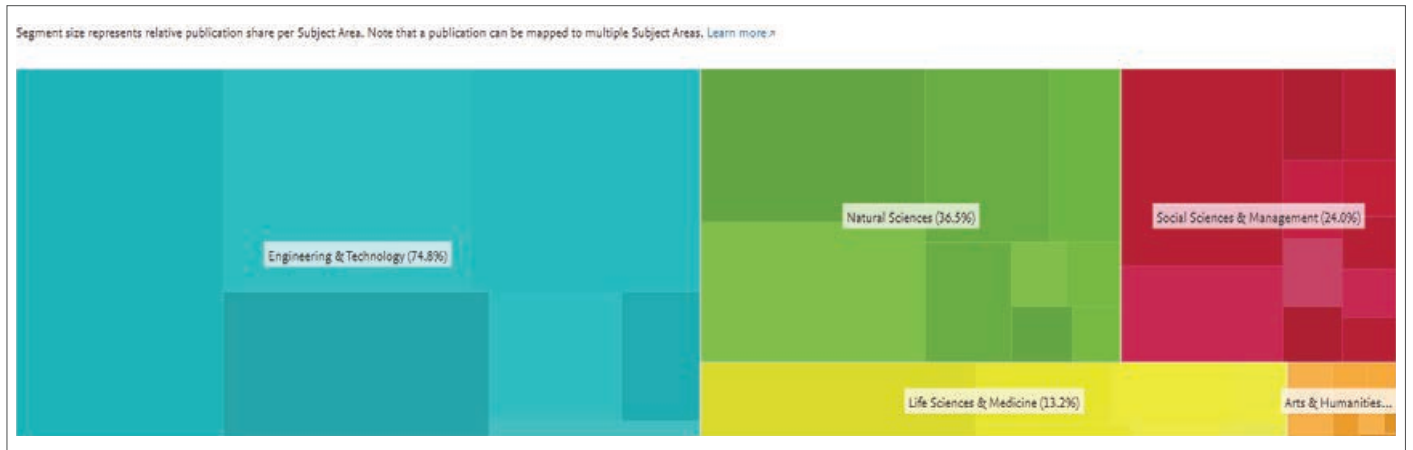 Segment size represents relative publication share per Subject Area. Note that a publication can be mapped to multiple Subject Areas. Learn more ↗
Natural Sciences (36.5%)
Social Sciences & Management (24.0%)
Engineering & Technology (74.8%)
Life Sciences & Medicine (13.2%)
Arts & Humanities...